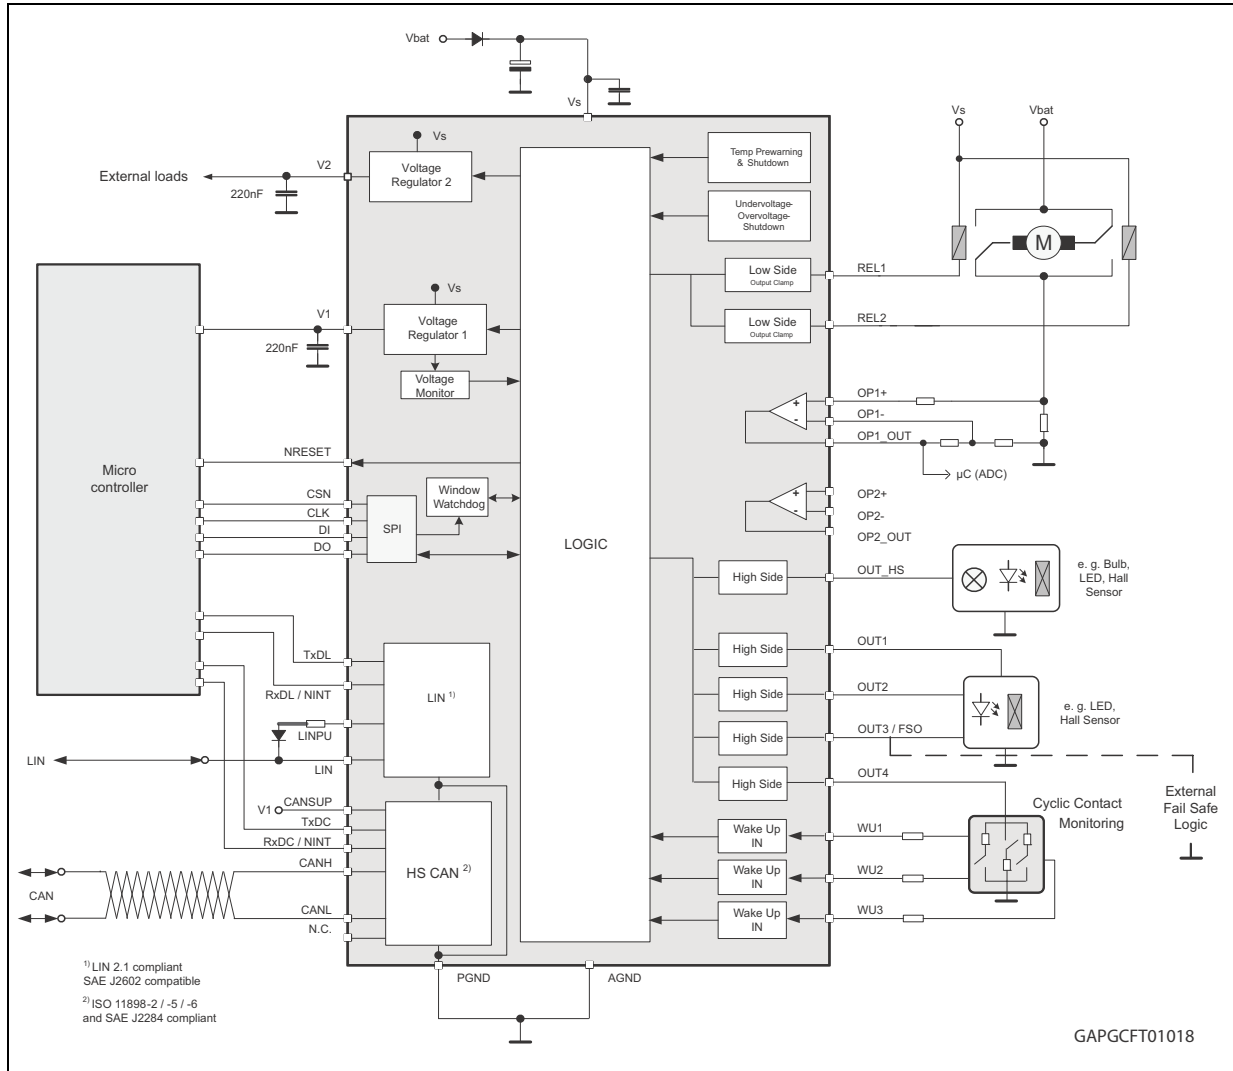 Vbat
Vs
Vs
Vbat
Vs
Temp Prewarning
& Shutdown
V2
Voltage
Regulator 2
External loads
220nF
Undervoltage-
Overvoltage-
Shutdown
M
Low Side
Output Clamp
REL1
Vs
V1
Voltage
Regulator 1
Low Side
Output Clamp
REL2
220nF
Voltage
Monitor
+
-
OP1+
OP1-
OP1_OUT
µC (ADC)
NRESET
Micro
controller
CSN
CLK
DI
DO
SPI
Window
Watchdog
LOGIC
+
-
OP2+
OP2-
OP2_OUT
High Side
OUT_HS
e. g. Bulb,
LED, Hall
Sensor
TxDL
RxDL / NINT
LIN 1)
LINPU
LIN
LIN
High Side
OUT1
High Side
OUT2
e. g. LED,
Hall Sensor
High Side
OUT3 / FSO
High Side
OUT4
External
Fail Safe
Logic
Cyclic Contact
Monitoring
V1
CANSUP
TxDC
RxDC / NINT
CANH
HS CAN 2)
CAN
CANL
N.C.
Wake Up
IN
WU1
Wake Up
IN
WU2
Wake Up
IN
WU3
PGND
AGND
1) LIN 2.1 compliant
SAE J2602 compatible
2) ISO 11898-2 / -5 / -6
and SAE J2284 compliant
GAPGCFT01018